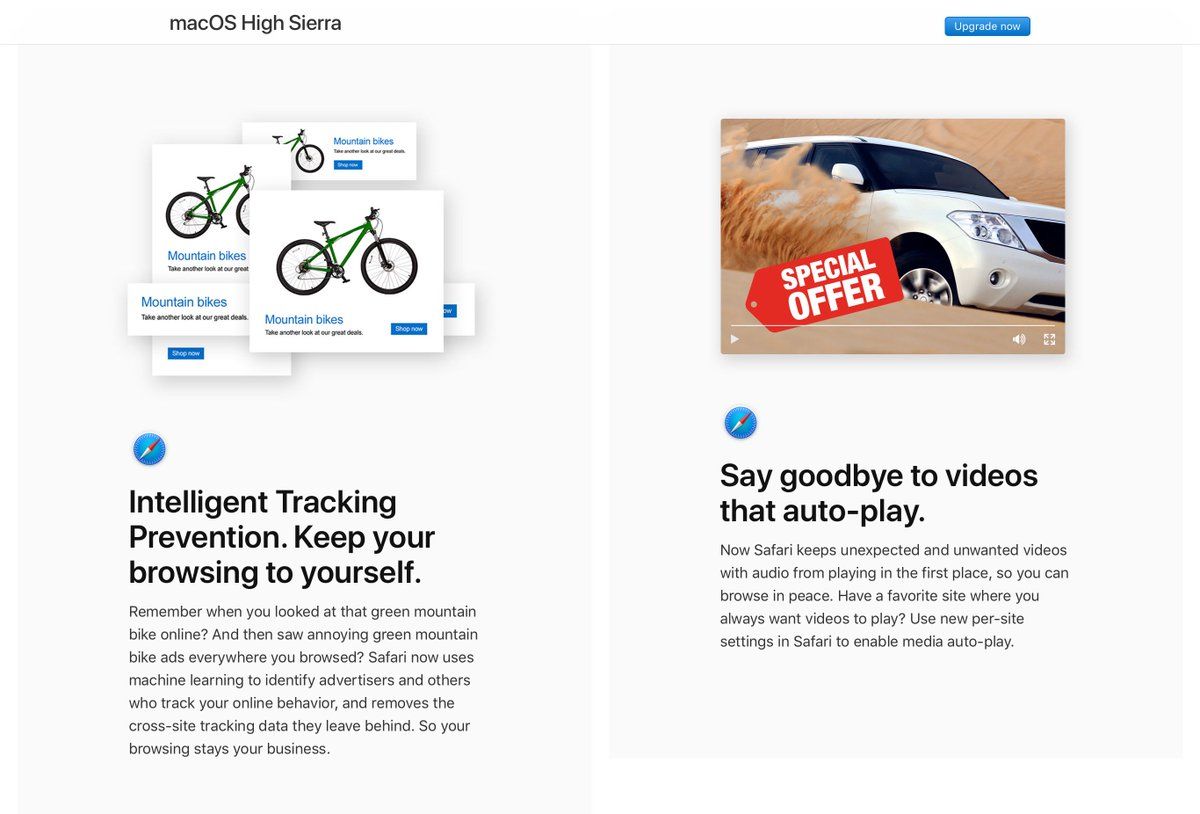 macOS High Sierra
Upgrade now
Mountain bikes
Take another look at our great deals.
Shop now
Mountain bikes
Take another look at our great
Mountain bikes
Take another look at our great deals.
Shop now
Mountain bikes
Take another look at our great deals.
Shop now
ow
Intelligent Tracking
Prevention. Keep your
browsing to yourself.
Remember when you looked at that green mountain
bike online? And then saw annoying green mountain
bike ads everywhere you browsed? Safari now uses
machine learning to identify advertisers and others
who track your online behavior, and removes the
cross-site tracking data they leave behind. So your
browsing stays your business.
SPECIAL
OFFER
Say goodbye to videos
that auto-play.
Now Safari keeps unexpected and unwanted videos
with audio from playing in the first place, so you can
browse in peace. Have a favorite site where you
always want videos to play? Use new per-site
settings in Safari to enable media auto-play.